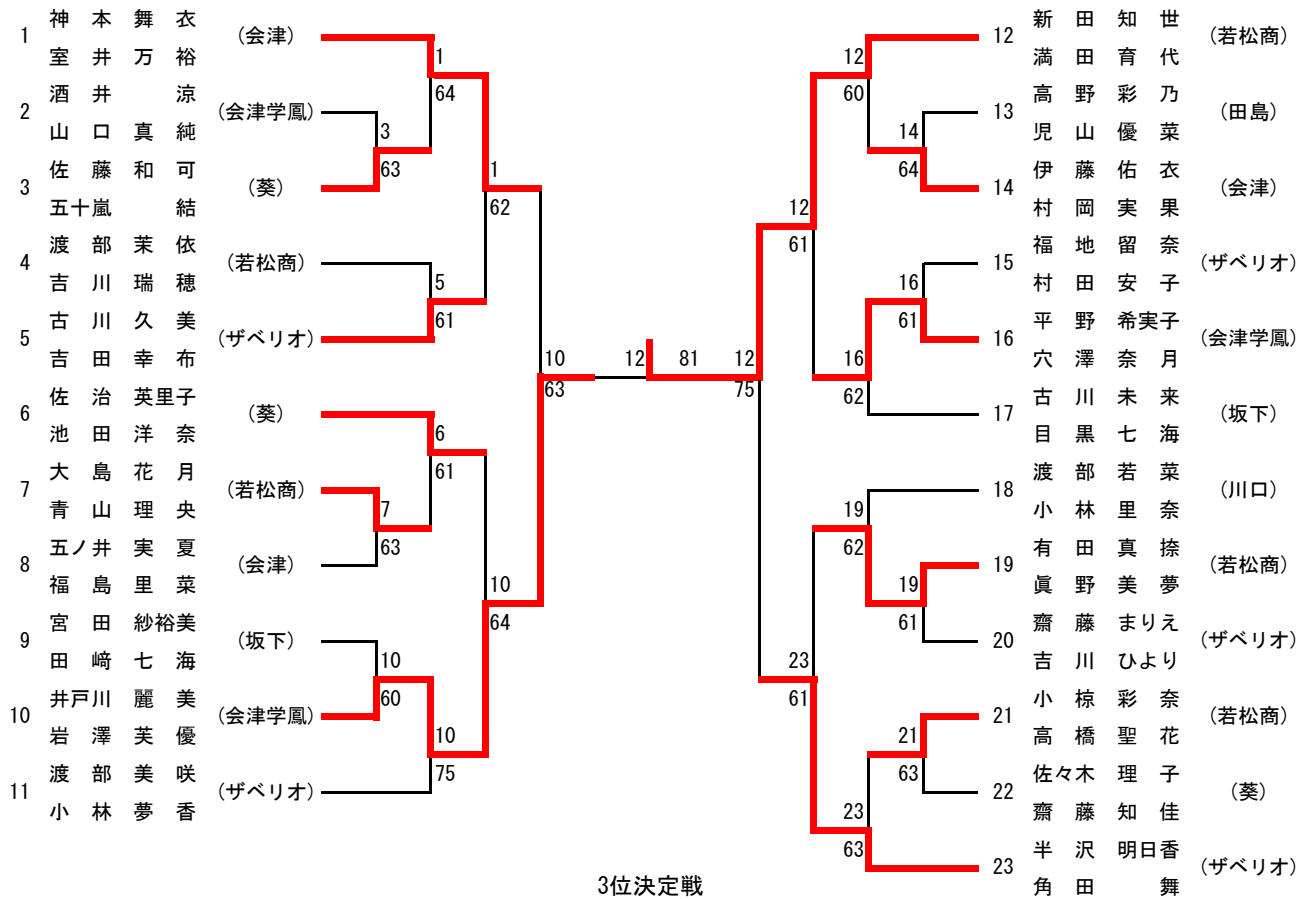 1 神本舞衣 (会津)
室井万裕
2 酒井 涼 (会津学鳳)
山口真純
3 佐藤和可 (葵)
五十嵐 結
4 渡部茉依 (若松商)
吉川瑞穂
5 古川久美 (ザベリオ)
吉田幸布
6 佐治英里子 (葵)
池田洋奈
7 大島花月 (若松商)
青山理央
8 五ノ井実夏 (会津)
福島里菜
9 宮田紗裕美 (坂下)
田﨑七海
10 井戸川麗美 (会津学鳳)
岩澤芙優
11 渡部美咲 (ザベリオ)
小林夢香
1
64
3
63
1
62
5
61
10
63
6
61
7
63
10
64
10
60
10
75
12 81 12
75
12
60
14
64
12
61
16
61
16
62
19
62
19
61
23
61
21
63
23
63
12 新田知世 (若松商)
満田育代
13 高野彩乃 (田島)
児山優菜
14 伊藤佑衣 (会津)
村岡実果
15 福地留奈 (ザベリオ)
村田安子
16 平野希実子 (会津学鳳)
穴澤奈月
17 古川未来 (坂下)
目黒七海
18 渡部若菜 (川口)
小林里奈
19 有田真捺 (若松商)
眞野美夢
20 齋藤まりえ (ザベリオ)
吉川ひより
21 小椋彩奈 (若松商)
高橋聖花
22 佐々木理子 (葵)
齋藤知佳
23 半沢明日香 (ザベリオ)
角田 舞
3位決定戦